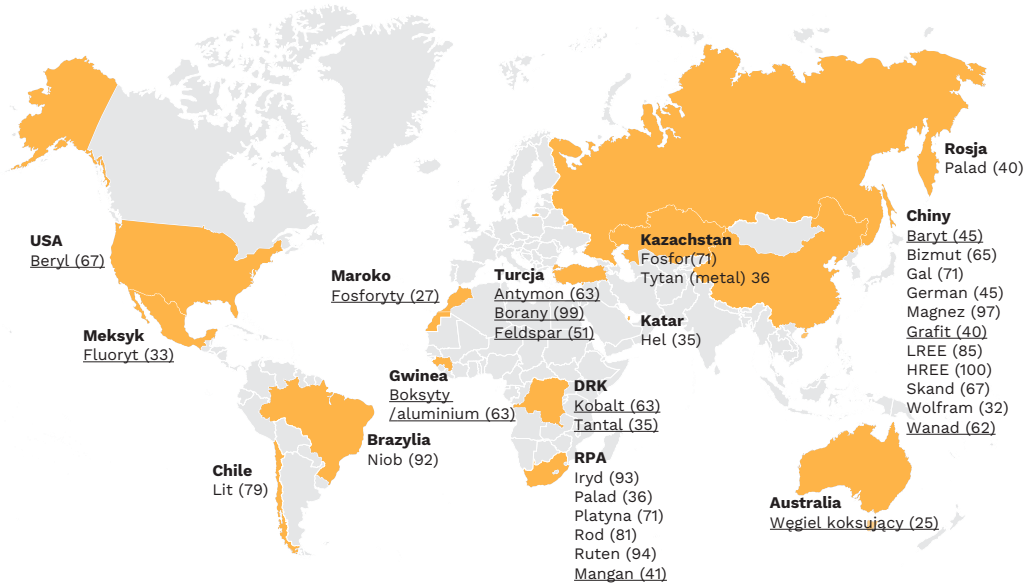 USA
Beryl (67)
Meksyk
Fluoryt (33)
Chile
Lit (79)
Brazylia
Niob (92)
Maroko
Fosforyty (27)
Gwinea
Boksyty
/aluminium (63)
Turcja
Antymon (63)
Borany (99)
Feldspar (51)
DRK
Kobalt (63)
Tantal (35)
RPA
Iryd (93)
Palad (36)
Platyna (71)
Rod (81)
Ruten (94)
Mangan (41)
Kazachstan
Fosfor(71)
Tytan (metal) 36
Katar
Hel (35)
Rosja
Palad (40)
Chiny
Baryt (45)
Bizmut (65)
Gal (71)
German (45)
Magnez (97)
Grafit (40)
LREE (85)
HREE (100)
Skand (67)
Wolfram (32)
Wanad (62)
Australia
Węgiel koksujący (25)